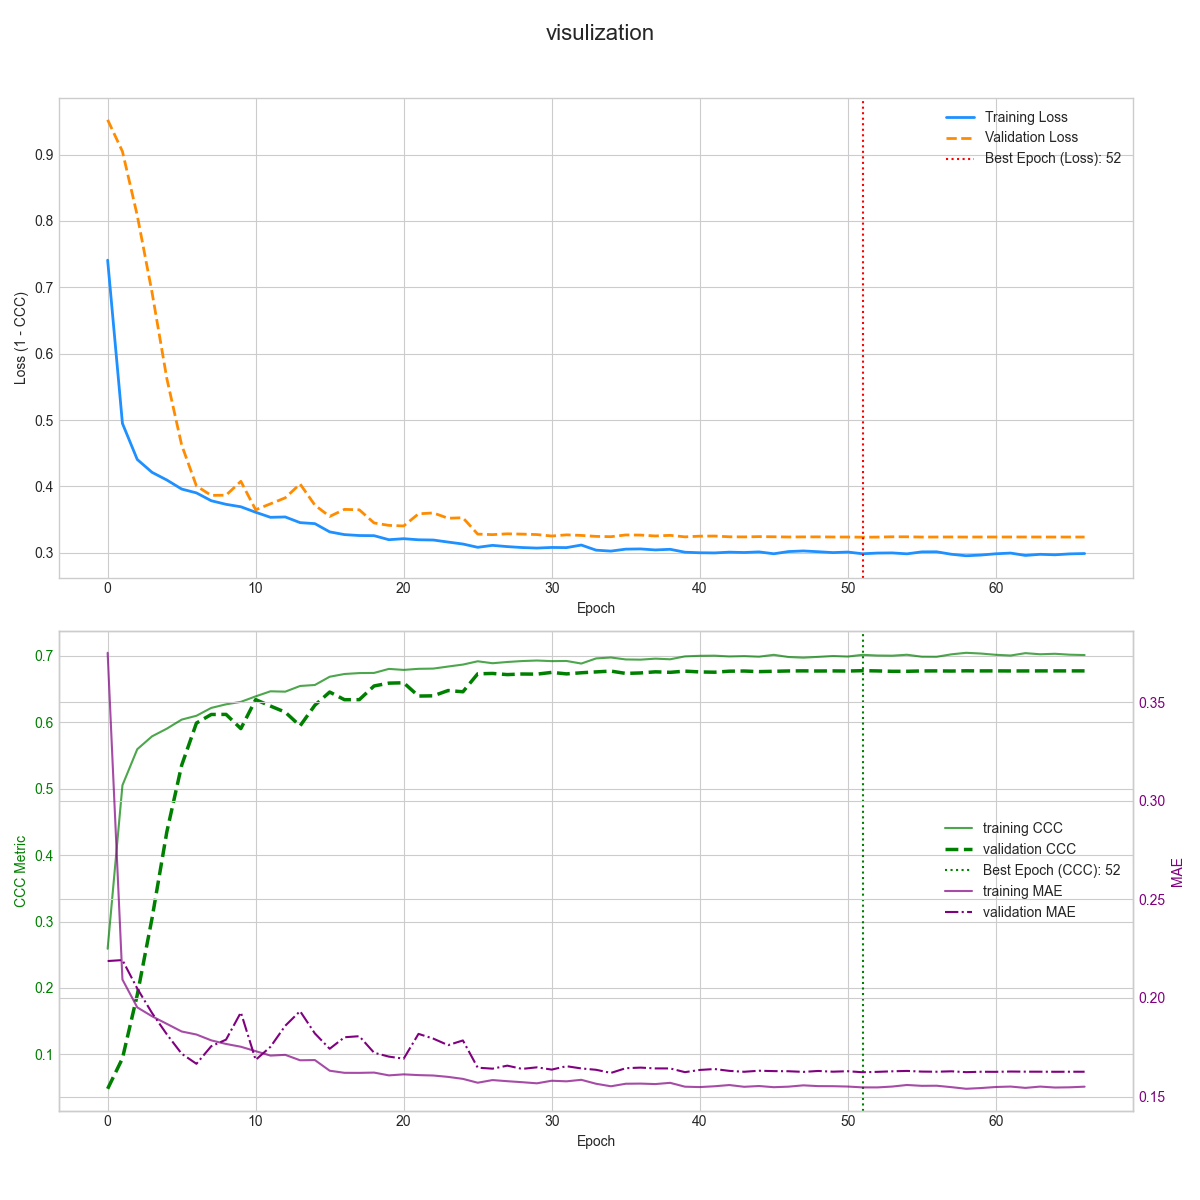 visulization
Loss (1 - CCC)
0.9
0.8
0.7
0.6
0.5
0.4
0.3
Training Loss
Validation Loss
Best Epoch (Loss): 52
0 10 20 30 40 50 60
Epoch
CCC Metric
0.7
0.6
0.5
0.4
0.3
0.2
0.1
training CCC
validation CCC
Best Epoch (CCC): 52
training MAE
validation MAE
0.35
0.30
0.25
0.20
0.15
MAE
0 10 20 30 40 50 60
Epoch